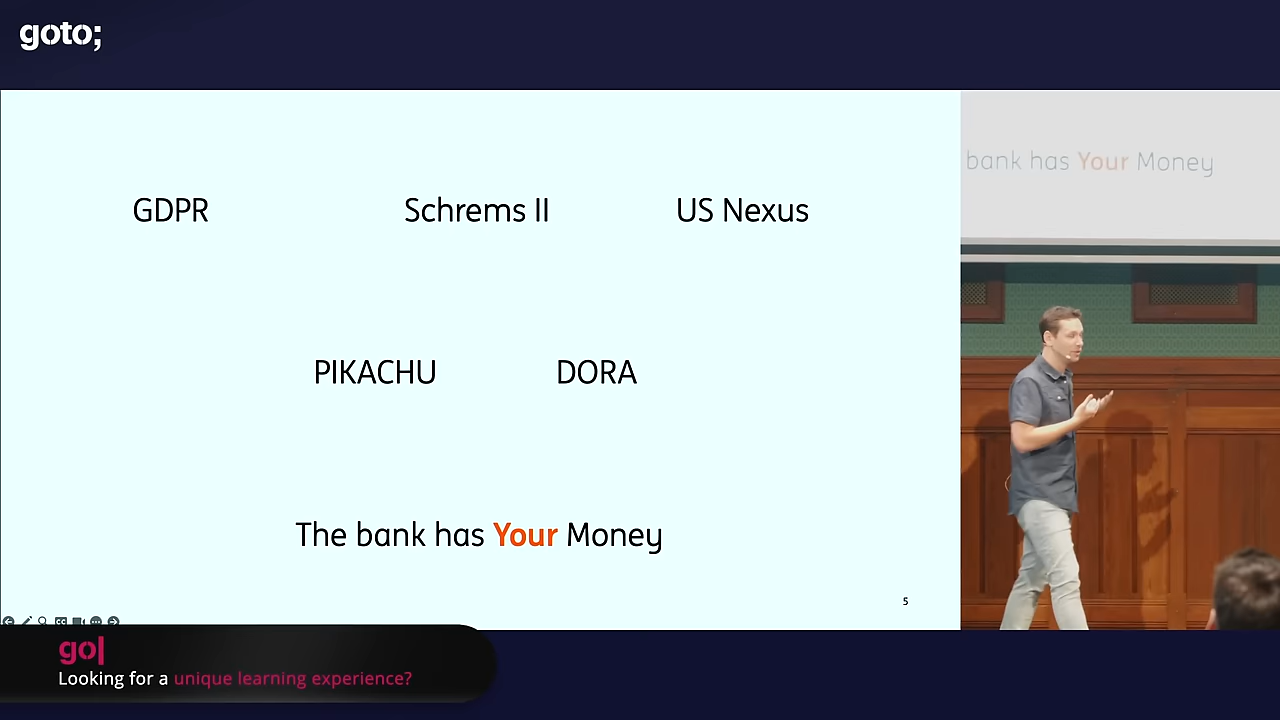 goto;
GDPR Schrems II US Nexus
PIKACHU DORA
The bank has Your Money
5
bank has Your Money
go
Looking for a unique learning experience?